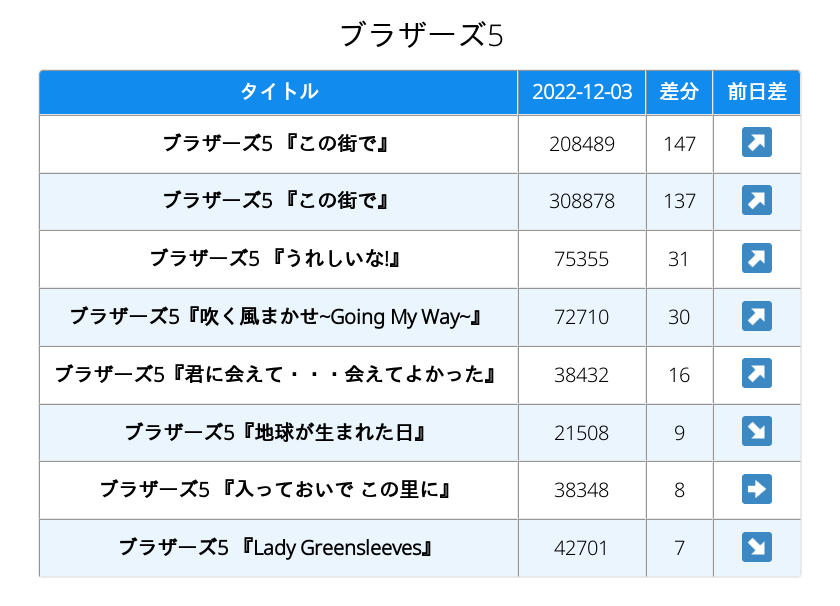 ブラザーズ5
タイトル 2022-12-03 差分 前日差
ブラザーズ5 『この街で』 208489 147 ↗
ブラザーズ5 『この街で』 308878 137 ↗
ブラザーズ5 『うれしいな!』 75355 31 ↗
ブラザーズ5『吹く風まかせ~Going My Way~』 72710 30 ↗
ブラザーズ5『君に会えて・・・会えてよかった』 38432 16 ↗
ブラザーズ5『地球が生まれた日』 21508 9 ↘
ブラザーズ5 『入っておいで この里に』 38348 8 ➡
ブラザーズ5 『Lady Greensleeves』 42701 7 ↘